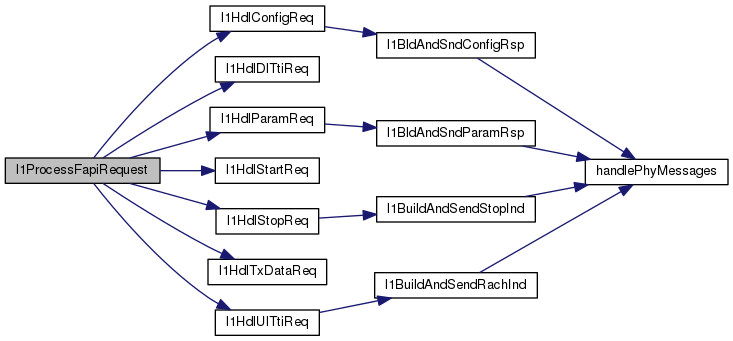 l1ProcessFapiRequest
l1HdlConfigReq
l1HdlDlTtiReq
l1HdlParamReq
l1HdlStartReq
l1HdlStopReq
l1HdlTxDataReq
l1HdlUlTtiReq
l1BldAndSndConfigRsp
l1BldAndSndParamRsp
l1BuildAndSendStopInd
l1BuildAndSendRachInd
handlePhyMessages